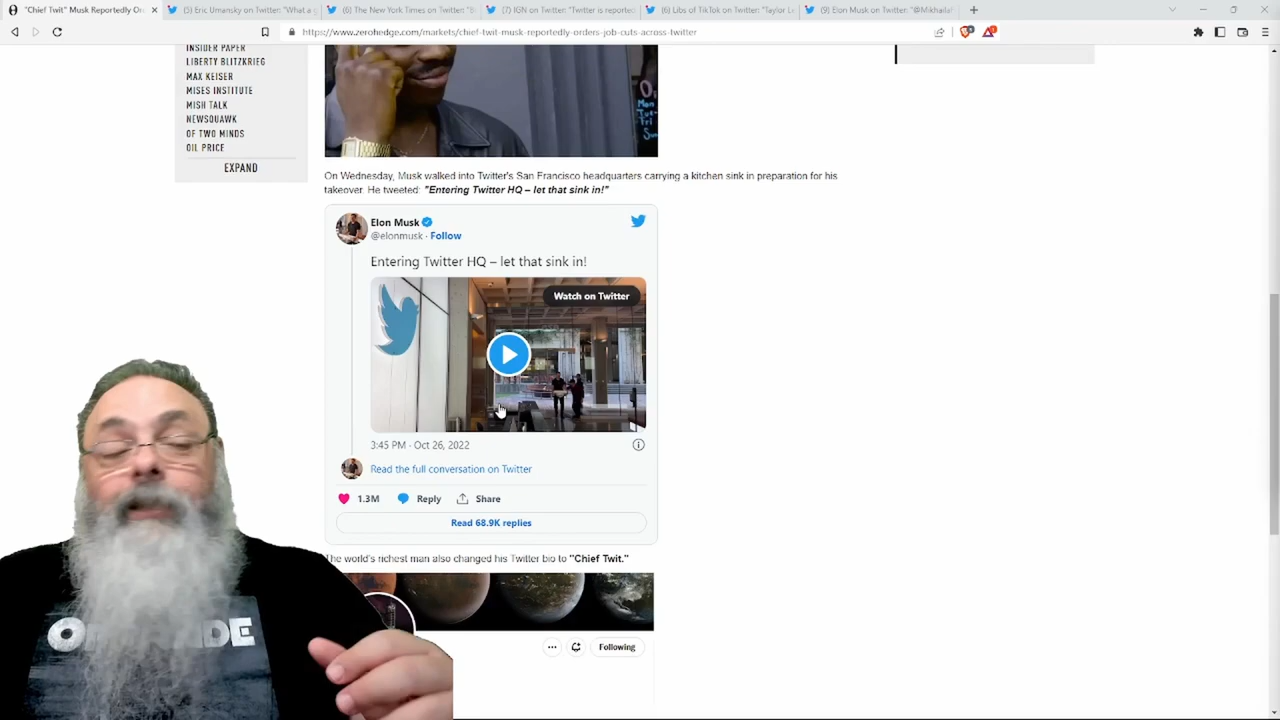 "Chief Twit" Musk Reportedly Or
(5) Eric Umansky on Twitter: "What a g
(6) The New York Times on Twitter: "B
(7) IGN on Twitter: "Twitter is reported
(6) Libs of TikTok on Twitter: "Taylor L
(9) Elon Musk on Twitter: "@Mikhaila
https://www.zerohedge.com/markets/chief-twit-musk-reportedly-orders-job-cuts-across-twitter
INSIDER PAPER
LIBERTY BLITZKRIEG
MAX KEISER
MISES INSTITUTE
MISH TALK
NEWSQUAWK
OF TWO MINDS
OIL PRICE
EXPAND
Mon
Tue-
Fri
On Wednesday, Musk walked into Twitter's San Francisco headquarters carrying a kitchen sink in preparation for his
takeover. He tweeted: "Entering Twitter HQ – let that sink in!"
Elon Musk
@elonmusk · Follow
Entering Twitter HQ – let that sink in!
Watch on Twitter
3:45 PM · Oct 26, 2022
Read the full conversation on Twitter
1.3M Reply Share
Read 68.9K replies
The world's richest man also changed his Twitter bio to "Chief Twit."
Following